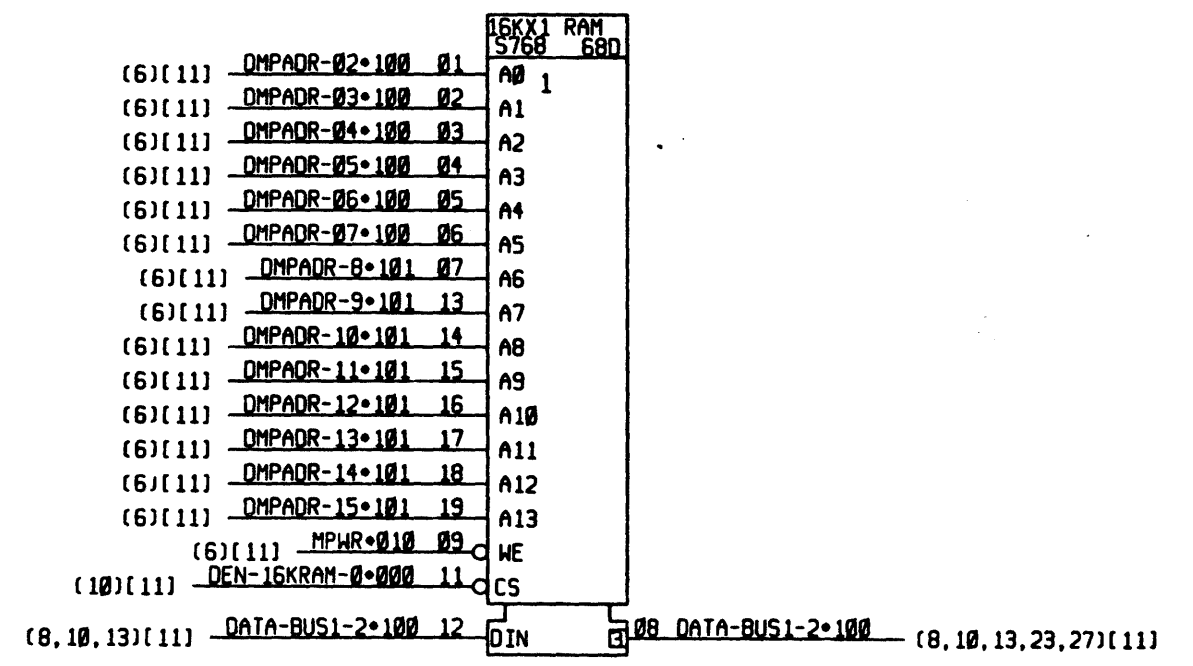 16KX1 RAM
S768 68D
(6)[11] DMPADR-02•100 01 A0 1
(6)[11] DMPADR-03•100 02 A1
(6)[11] DMPADR-04•100 03 A2
(6)[11] DMPADR-05•100 04 A3
(6)[11] DMPADR-06•100 05 A4
(6)[11] DMPADR-07•100 06 A5
(6)[11] DMPADR-8•101 07 A6
(6)[11] DMPADR-9•101 13 A7
(6)[11] DMPADR-10•101 14 A8
(6)[11] DMPADR-11•101 15 A9
(6)[11] DMPADR-12•101 16 A10
(6)[11] DMPADR-13•101 17 A11
(6)[11] DMPADR-14•101 18 A12
(6)[11] DMPADR-15•101 19 A13
(6)[11] MPWR•010 09 WE
(10)[11] DEN-16KRAM-0•000 11 CS
(8,10,13)[11] DATA-BUS1-2•100 12 DIN 3 08 DATA-BUS1-2•100 (8,10,13,23,27)[11]